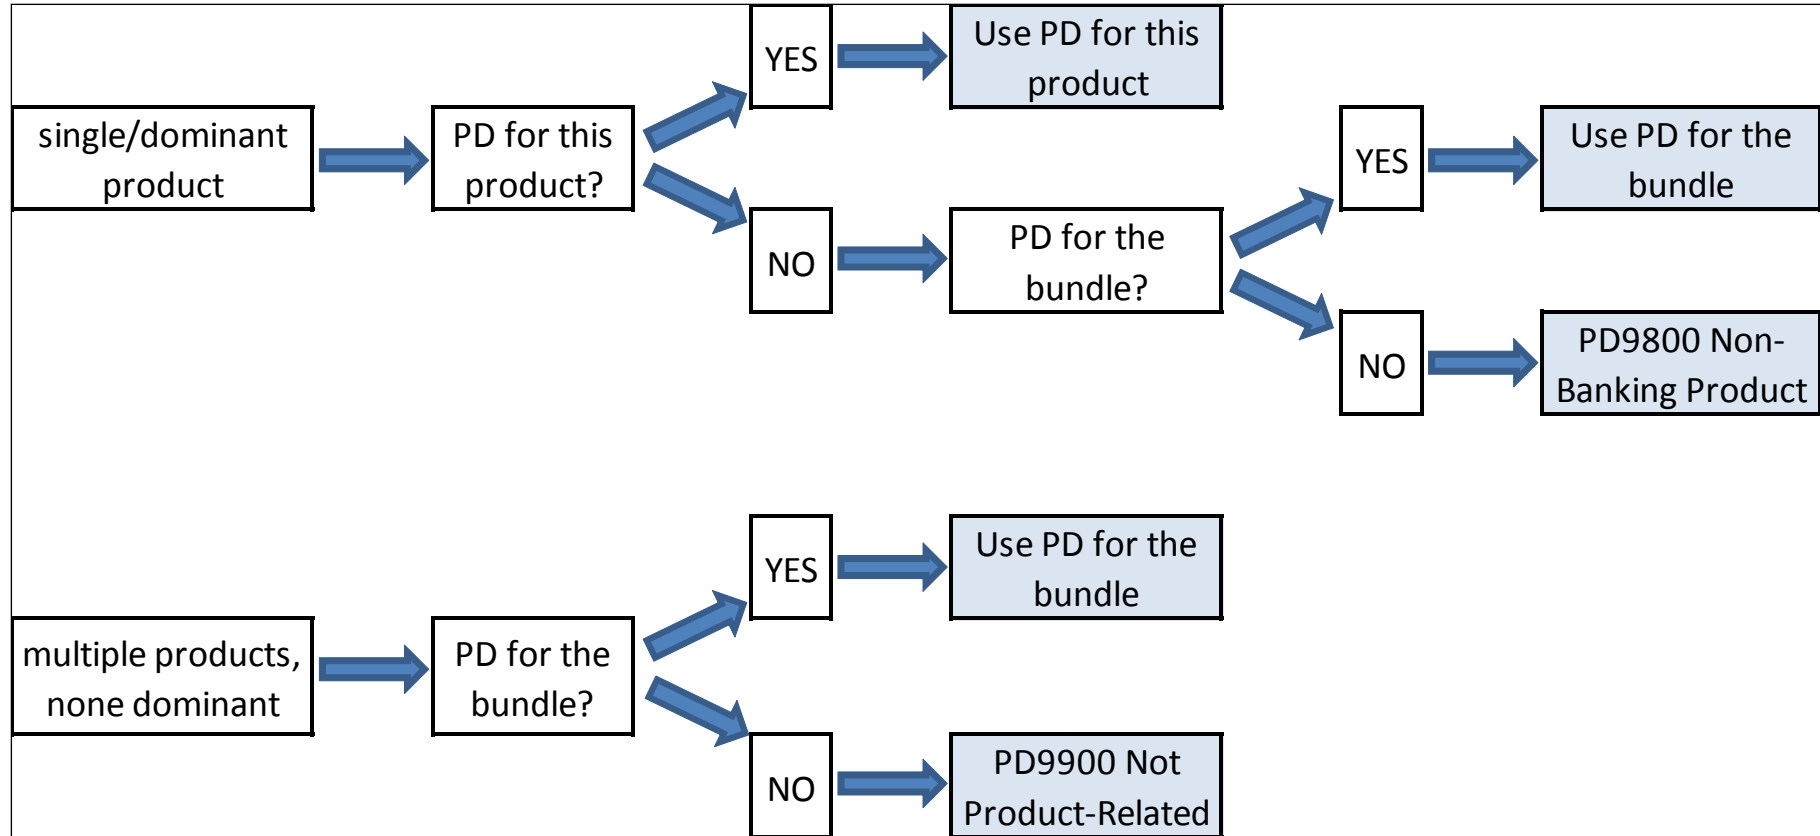 single/dominant
product
PD for this
product?
YES
Use PD for this
product
NO
PD for the
bundle?
YES
Use PD for the
bundle
NO
PD9800 Non-
Banking Product
multiple products,
none dominant
PD for the
bundle?
YES
Use PD for the
bundle
NO
PD9900 Not
Product-Related